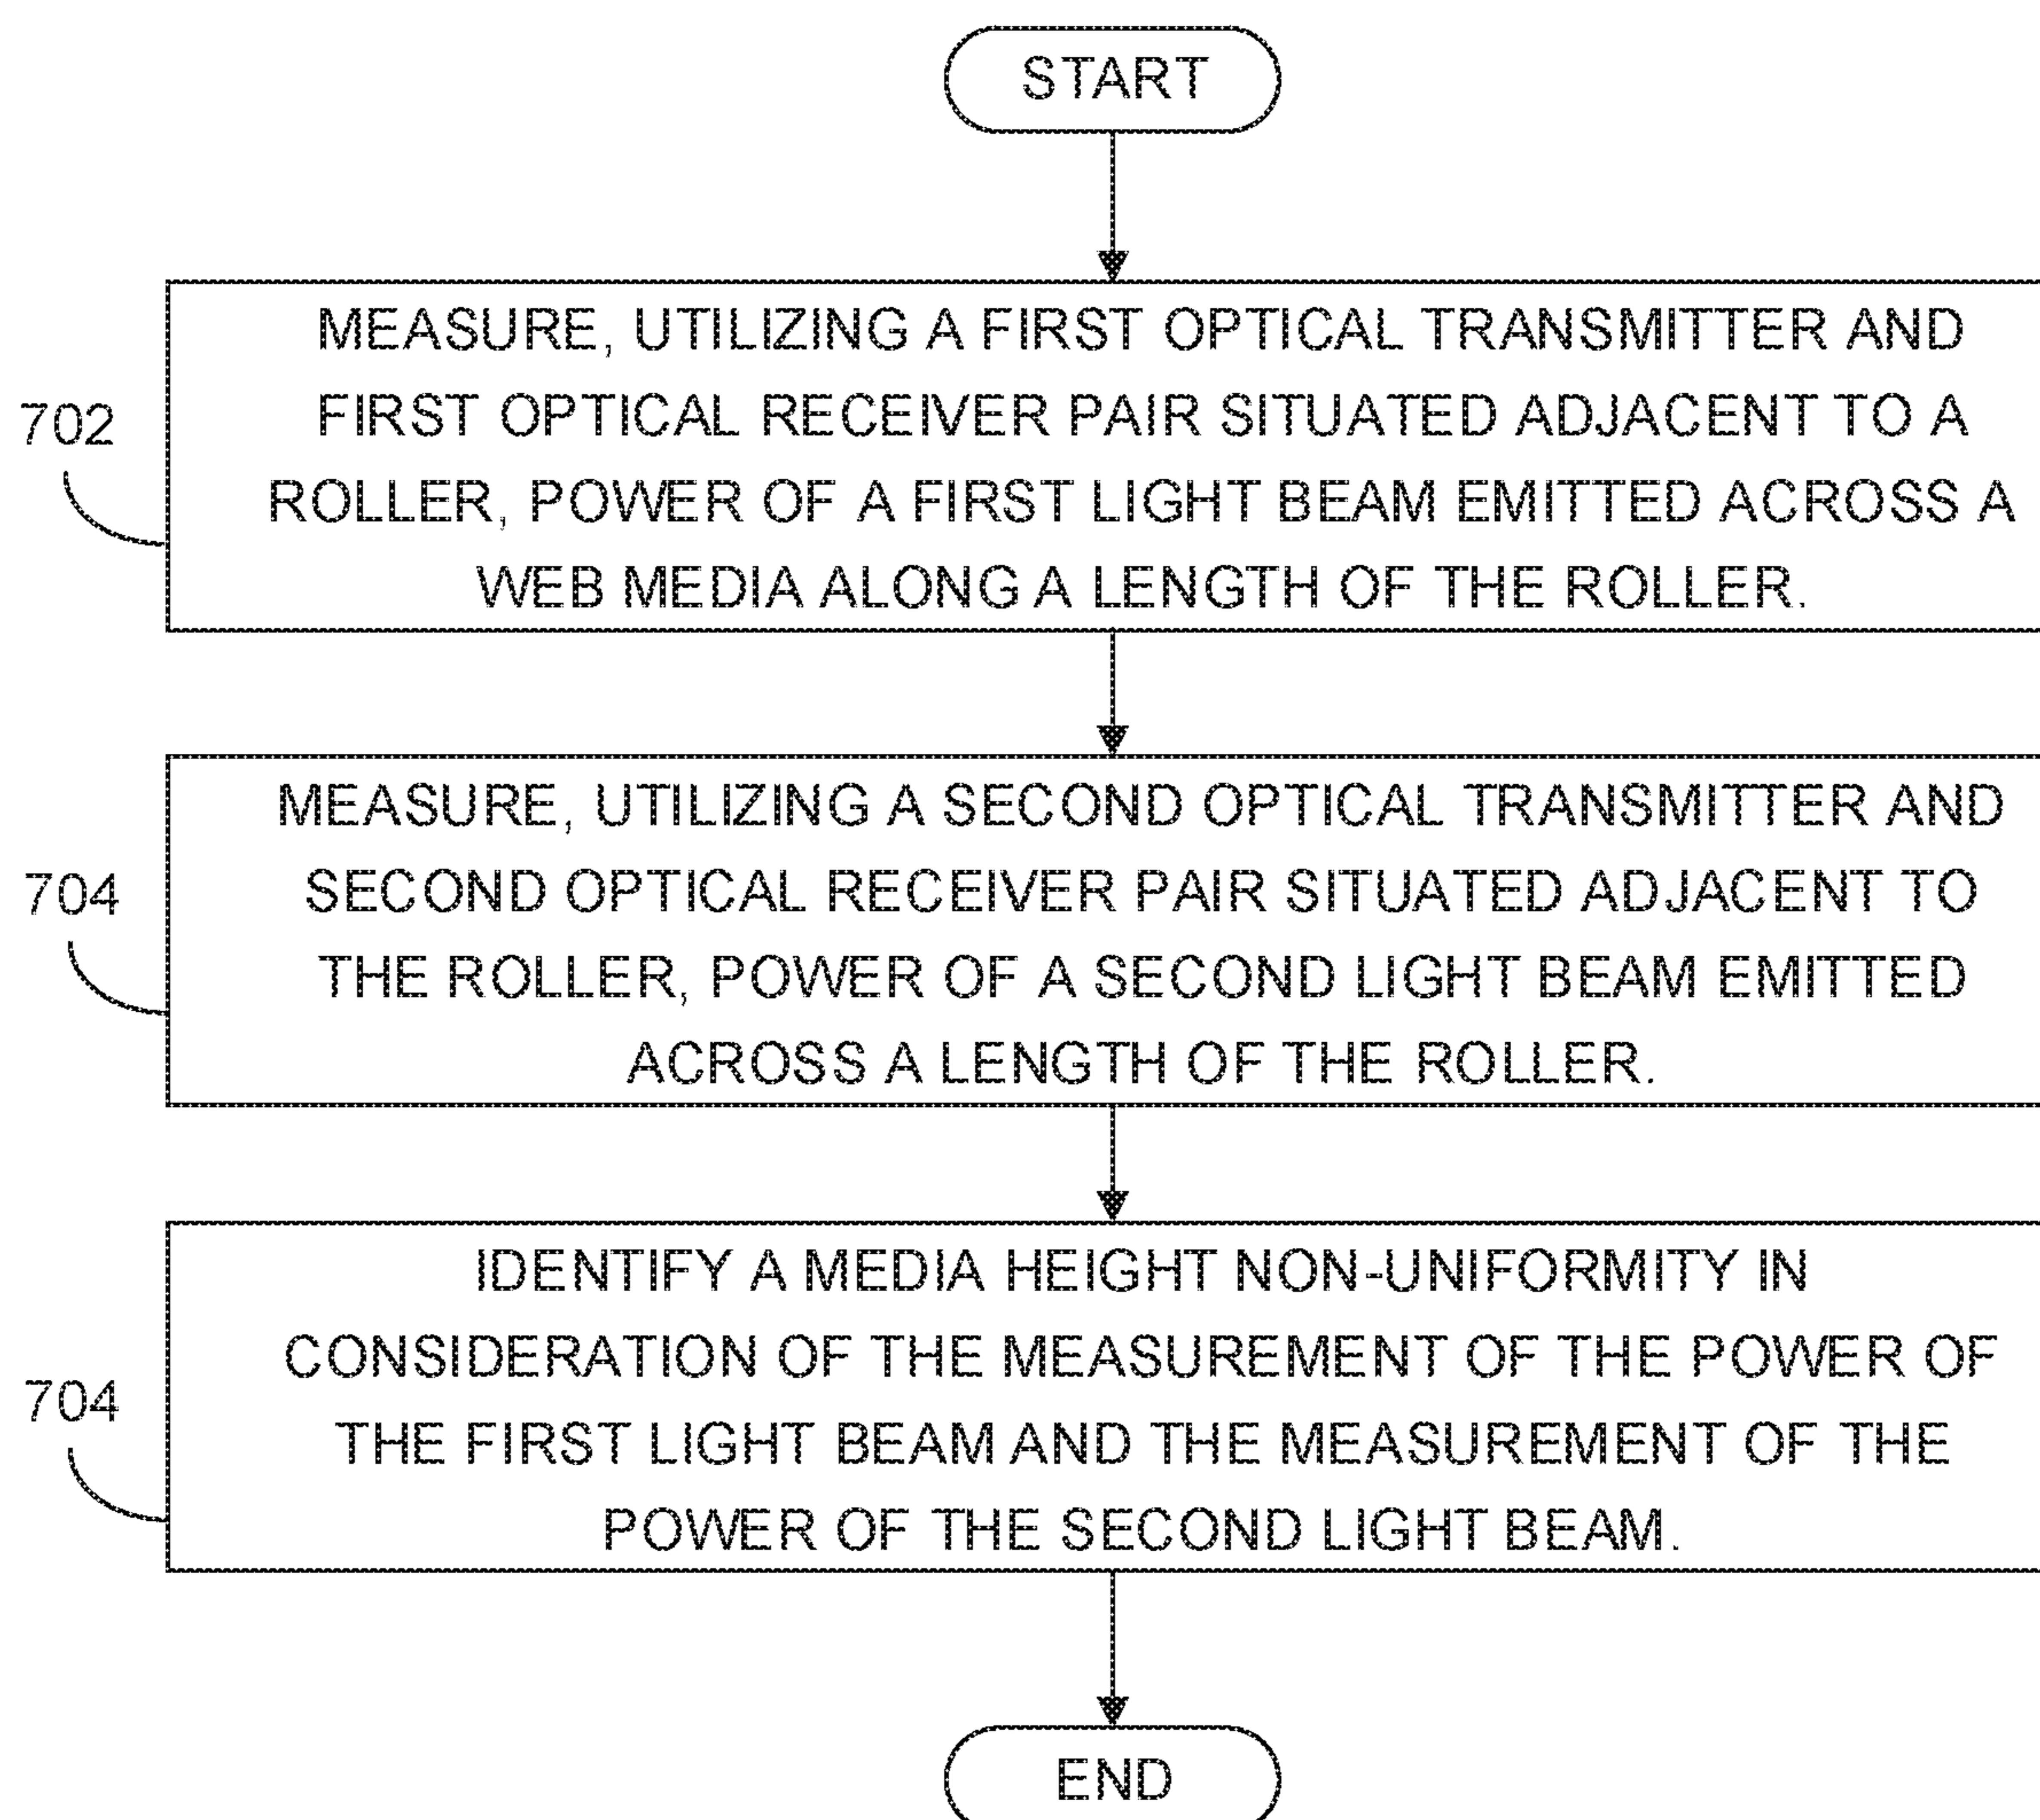 START
MEASURE, UTILIZING A FIRST OPTICAL TRANSMITTER AND
FIRST OPTICAL RECEIVER PAIR SITUATED ADJACENT TO A
702
ROLLER, POWER OF A FIRST LIGHT BEAM EMITTED ACROSS A
WEB MEDIA ALONG A LENGTH OF THE ROLLER.
MEASURE, UTILIZING A SECOND OPTICAL TRANSMITTER AND
704
SECOND OPTICAL RECEIVER PAIR SITUATED ADJACENT TO
THE ROLLER, POWER OF A SECOND LIGHT BEAM EMITTED
ACROSS A LENGTH OF THE ROLLER.
IDENTIFY A MEDIA HEIGHT NON-UNIFORMITY IN
CONSIDERATION OF THE MEASUREMENT OF THE POWER OF
704
THE FIRST LIGHT BEAM AND THE MEASUREMENT OF THE
POWER OF THE SECOND LIGHT BEAM.
END